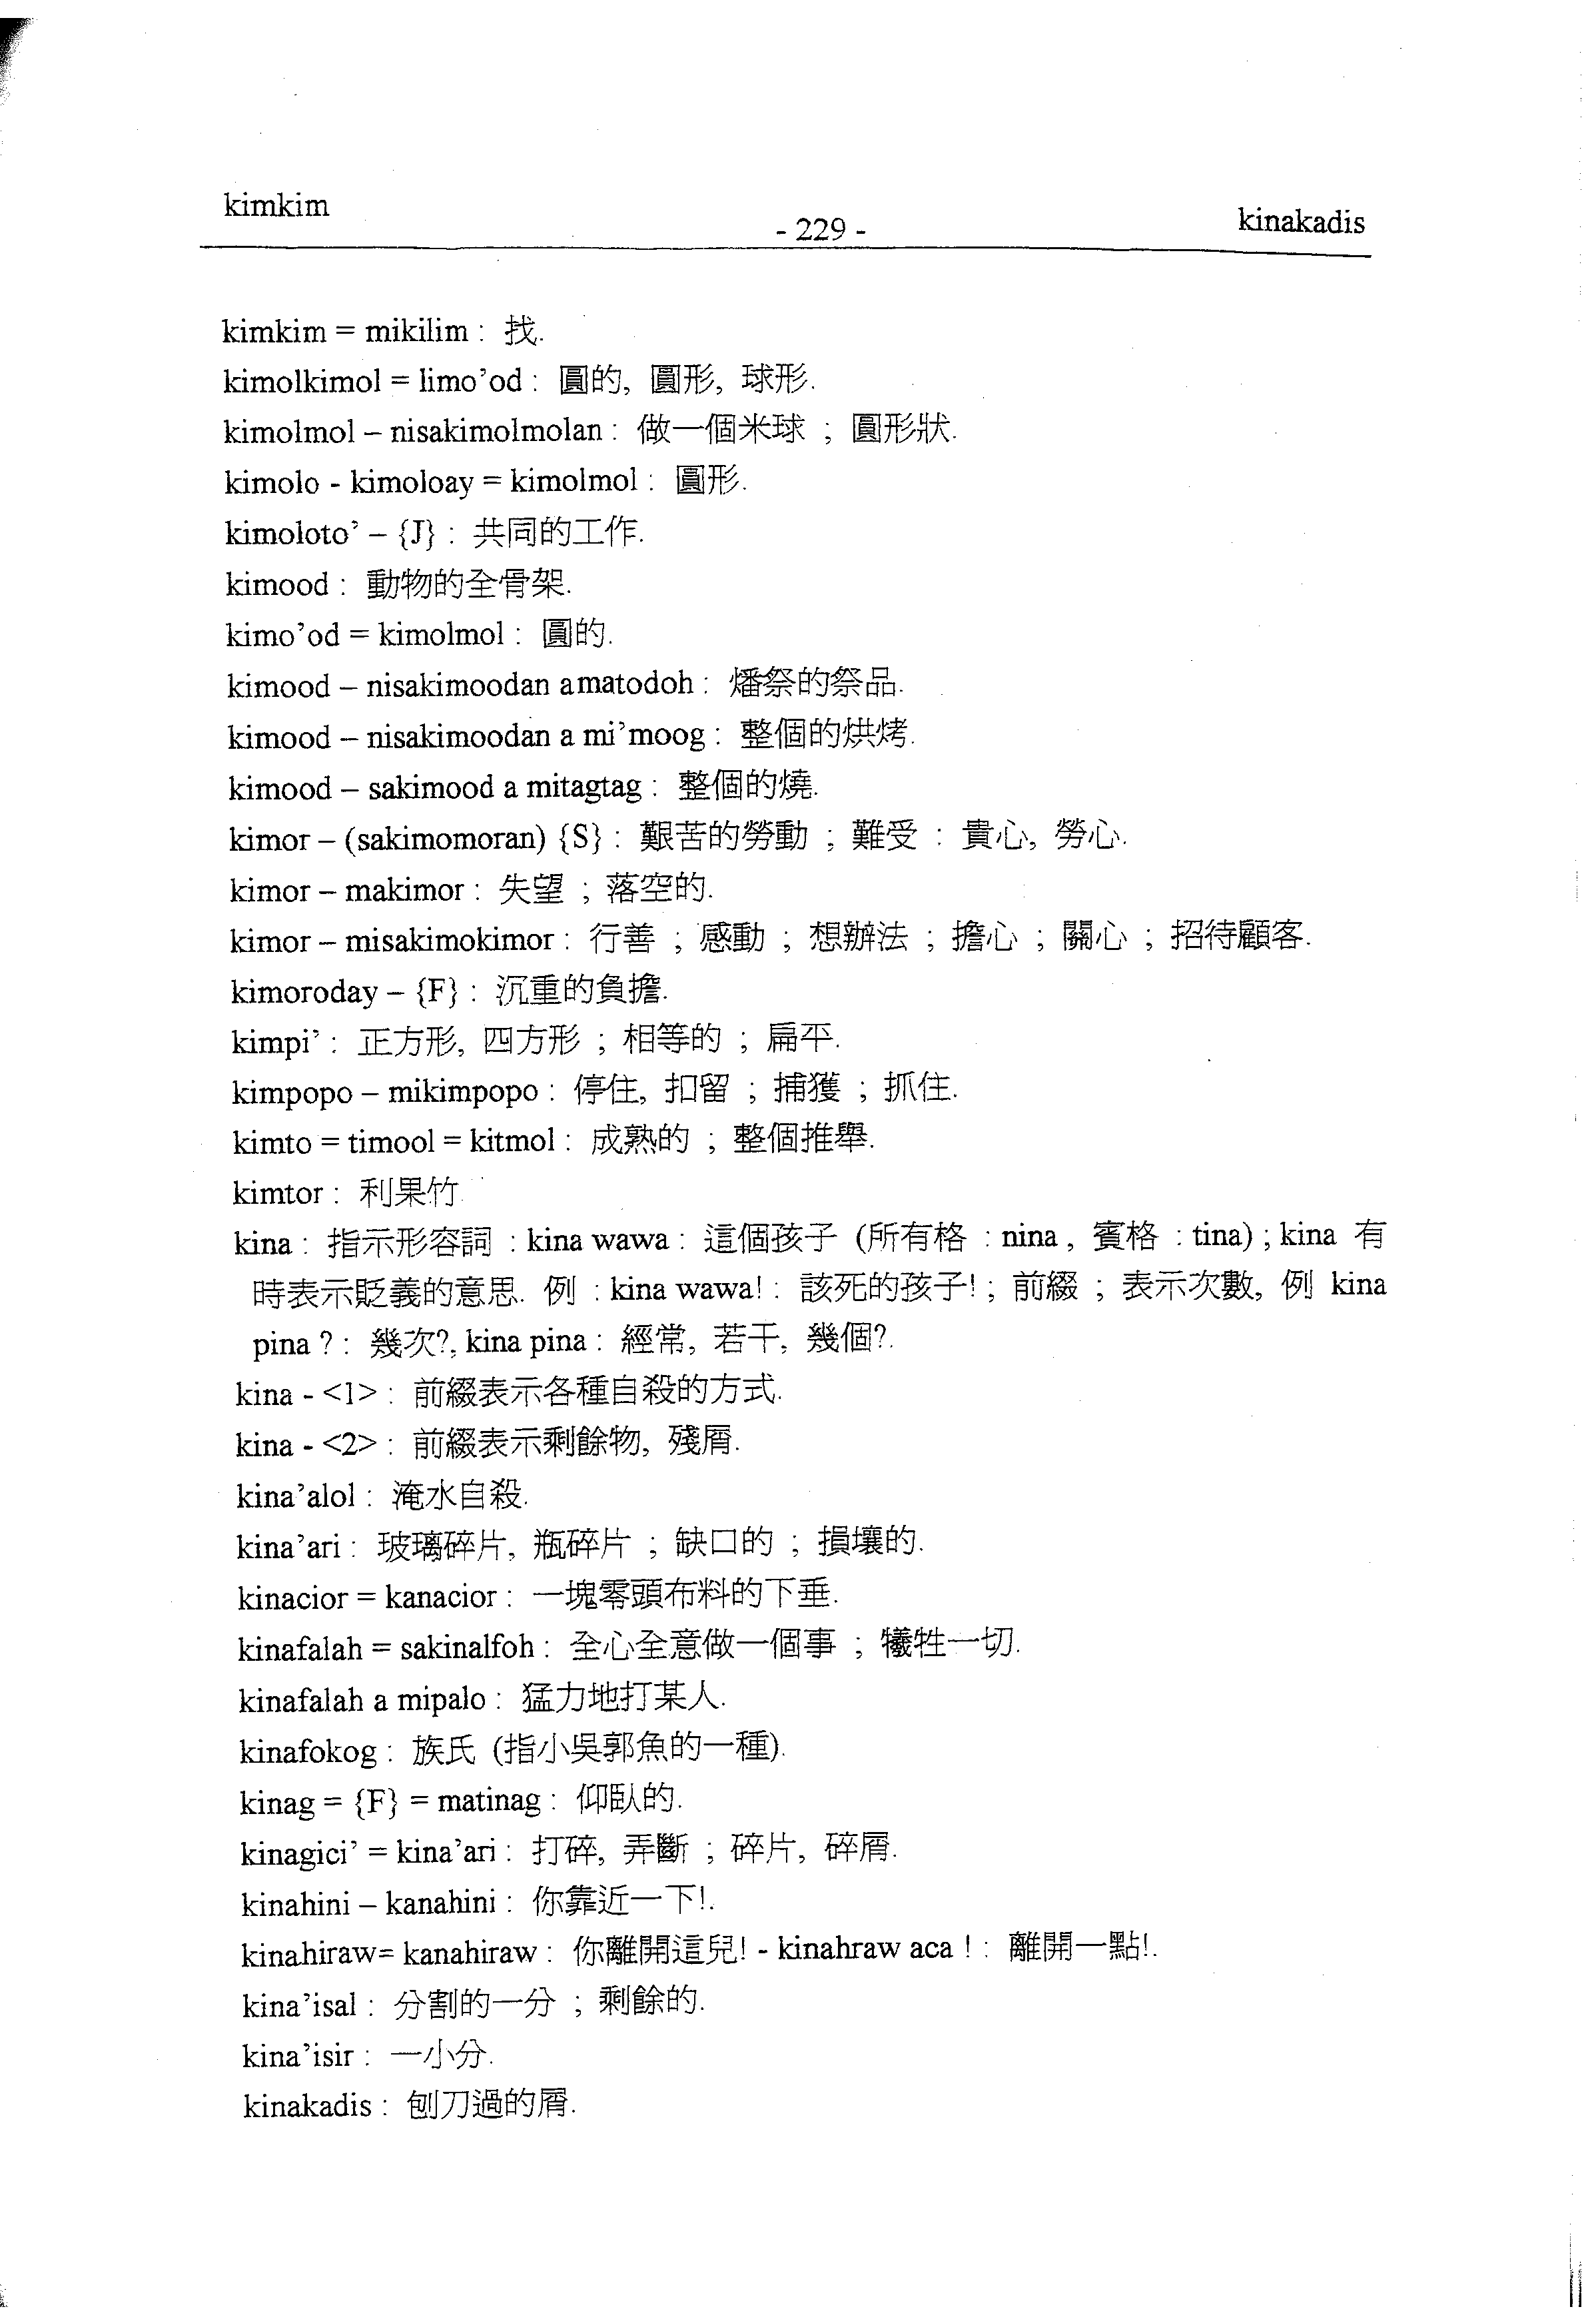 kimkim
- 229 -
kinakadis
kimkim = mikilim : 找.
kimolkimol = limo’od : 圓的, 圓形, 球形.
kimolmol – nisakimolmolan : 做一個米球 ; 圓形狀.
kimolo - kimoloay = kimolmol : 圓形.
kimoloto’ – {J} : 共同的工作.
kimood : 動物的全骨架.
kimo’od = kimolmol : 圓的.
kimood – nisakimoodan amatodoh : 燔祭的祭品.
kimood – nisakimoodan a mi’moog : 整個的烘烤.
kimood – sakimood a mitagtag : 整個的燒.
kimor – (sakimomoran) {S} : 艱苦的勞動 ; 難受 : 貴心, 勞心.
kimor – makimor : 失望 ; 落空的.
kimor – misakimokimor : 行善 ; 感動 ; 想辦法 ; 擔心 ; 關心 ; 招待顧客.
kimoroday – {F} : 沉重的負擔.
kimpi’ : 正方形, 四方形 ; 相等的 ; 扁平.
kimpopo – mikimpopo : 停住, 扣留 ; 捕獲 ; 抓住.
kimto = timool = kitmol : 成熟的 ; 整個推舉.
kimtor : 利果竹.
kina : 指示形容詞 : kina wawa : 這個孩子 (所有格 : nina , 賓格 : tina) ; kina 有
時表示貶義的意思. 例 : kina wawa! : 該死的孩子! ; 前綴 ; 表示次數, 例 kina
pina ? : 幾次?, kina pina : 經常, 若干, 幾個?.
kina - <1> : 前綴表示各種自殺的方式.
kina - <2> : 前綴表示剩餘物, 殘屑.
kina’alol : 淹水自殺.
kina’ari : 玻璃碎片, 瓶碎片 ; 缺口的 ; 損壞的.
kinacior = kanacior : 一塊零頭布料的下垂.
kinafalah = sakinalfoh : 全心全意做一個事 ; 犧牲一切.
kinafalah a mipalo : 猛力地打某人.
kinafokog : 族氏 (指小吳郭魚的一種).
kinag = {F} = matinag : 仰臥的.
kinagici’ = kina’ari : 打碎, 弄斷 ; 碎片, 碎屑.
kinahini – kanahini : 你靠近一下!.
kinahiraw= kanahiraw : 你離開這兒! - kinahraw aca ! : 離開一點!.
kina’isal : 分割的一分 ; 剩餘的.
kina’isir : 一小分.
kinakadis : 刨刀過的屑.